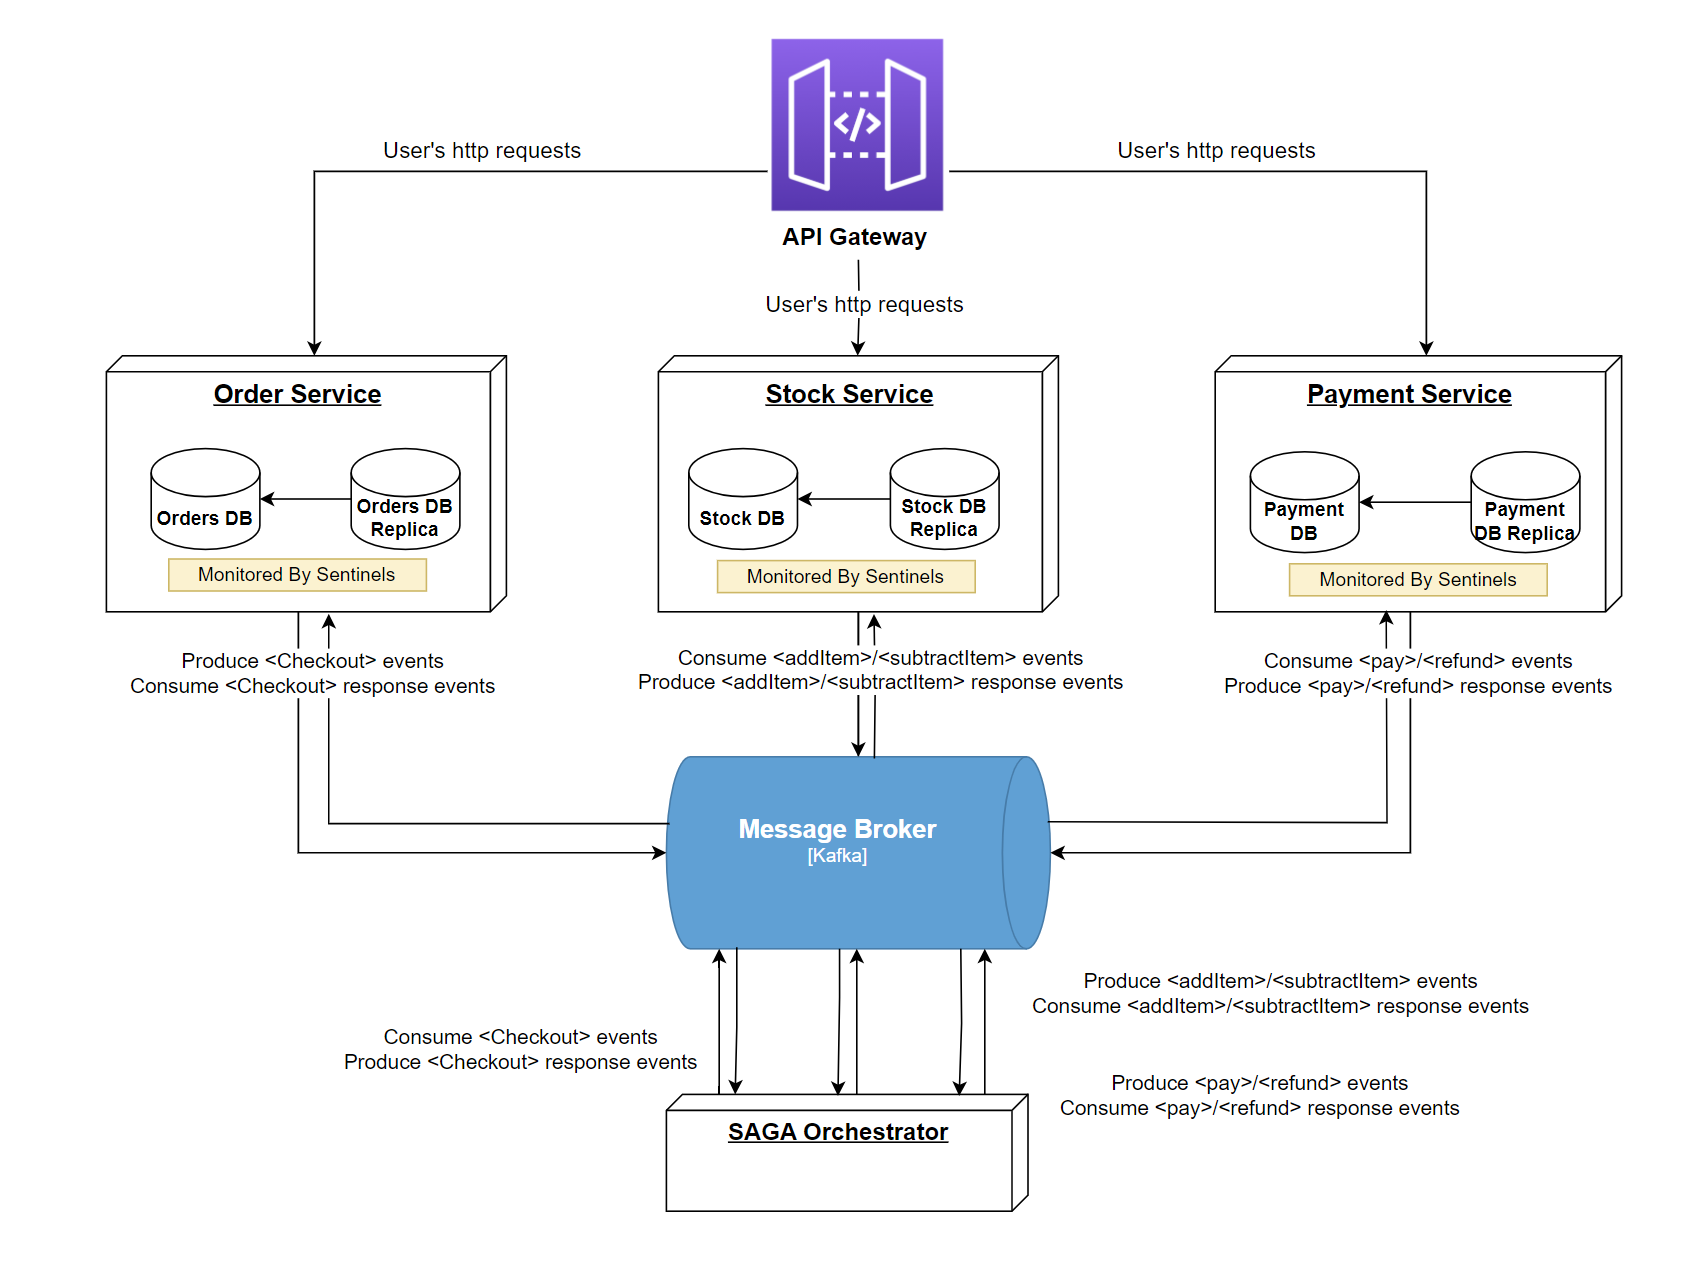 User's http requests
User's http requests
API Gateway
User's http requests
Order Service
Stock Service
Payment Service
Orders DB
Orders DB
Replica
Stock DB
Stock DB
Replica
Payment
DB
Payment
DB Replica
Monitored By Sentinels
Monitored By Sentinels
Monitored By Sentinels
Produce <Checkout> events
Consume <Checkout> response events
Consume <addItem>/<subtractItem> events
Produce <addItem>/<subtractItem> response events
Consume <pay>/<refund> events
Produce <pay>/<refund> response events
Message Broker
[Kafka]
Produce <addItem>/<subtractItem> events
Consume <addItem>/<subtractItem> response events
Consume <Checkout> events
Produce <Checkout> response events
Produce <pay>/<refund> events
Consume <pay>/<refund> response events
SAGA Orchestrator